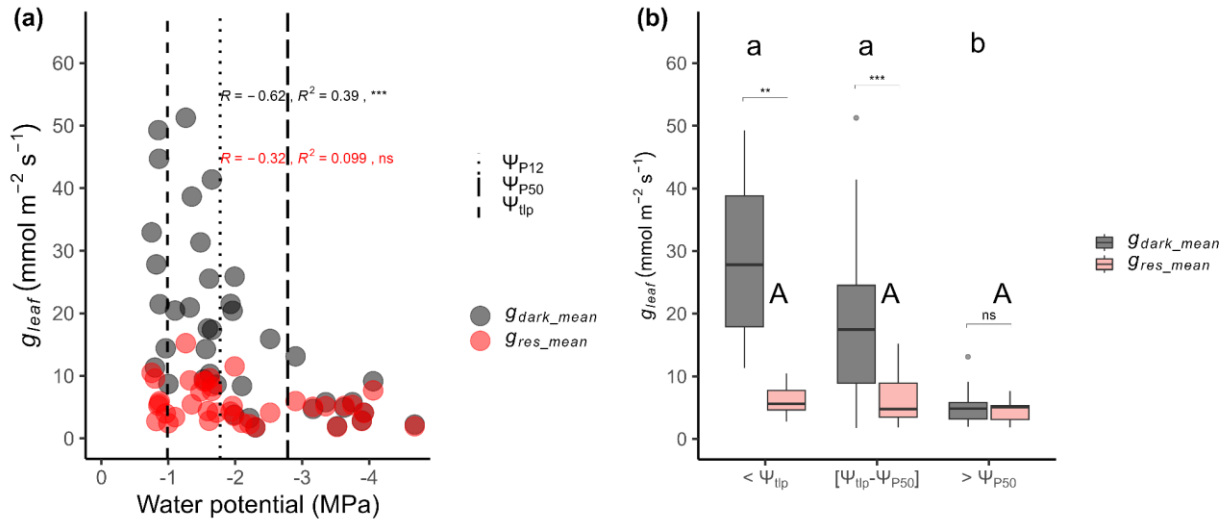 (a)
60
50
40
30
20
10
0
g_leaf (mmol m⁻² s⁻¹)
R = −0.62 , R² = 0.39 , ***
R = −0.32 , R² = 0.099 , ns
0 -1 -2 -3 -4
Water potential (MPa)
Ψ_P12
Ψ_P50
Ψ_tlp
g_dark_mean
g_res_mean
(b)
60
50
40
30
20
10
0
g_leaf (mmol m⁻² s⁻¹)
a a b
** ***
A A A
ns
< Ψ_tlp [Ψ_tlp-Ψ_P50] > Ψ_P50
g_dark_mean
g_res_mean